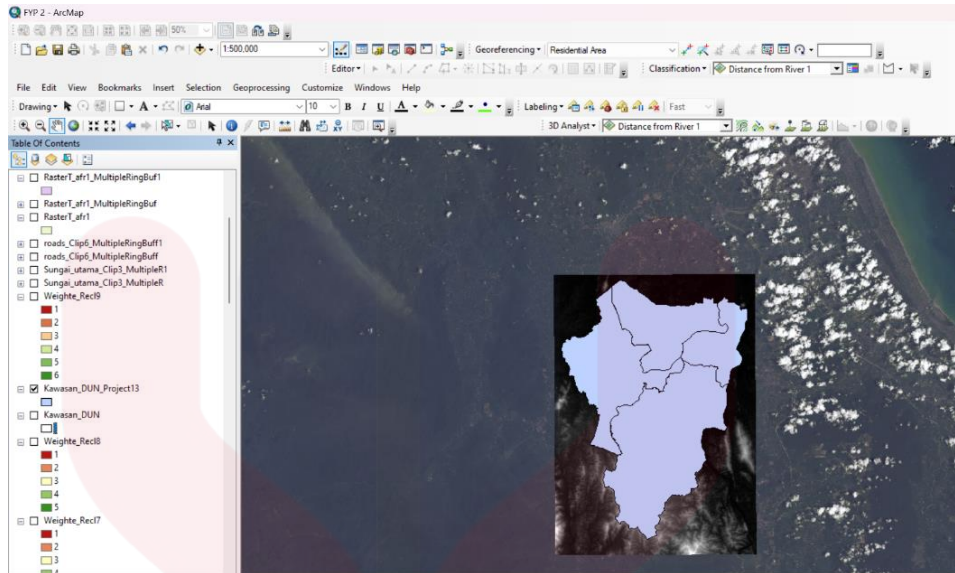 FYP 2 - ArcMap
50%
1:500,000 Georeferencing Residential Area
Editor Classification Distance from River 1
File Edit View Bookmarks Insert Selection Geoprocessing Customize Windows Help
Drawing A Arial 10 B I U A Labeling Fast
3D Analyst Distance from River 1
Table Of Contents
RasterT_afr1_MultipleRingBuf1
RasterT_afr1_MultipleRingBuf
RasterT_afr1
roads_Clip6_MultipleRingBuff1
roads_Clip6_MultipleRingBuff
Sungai_utama_Clip3_MultipleR1
Sungai_utama_Clip3_MultipleR
Weighte_Recl9
1
2
3
4
5
6
Kawasan_DUN_Project13
Kawasan_DUN
Weighte_Recl8
1
2
3
4
5
Weighte_Recl7
1
2
3
4